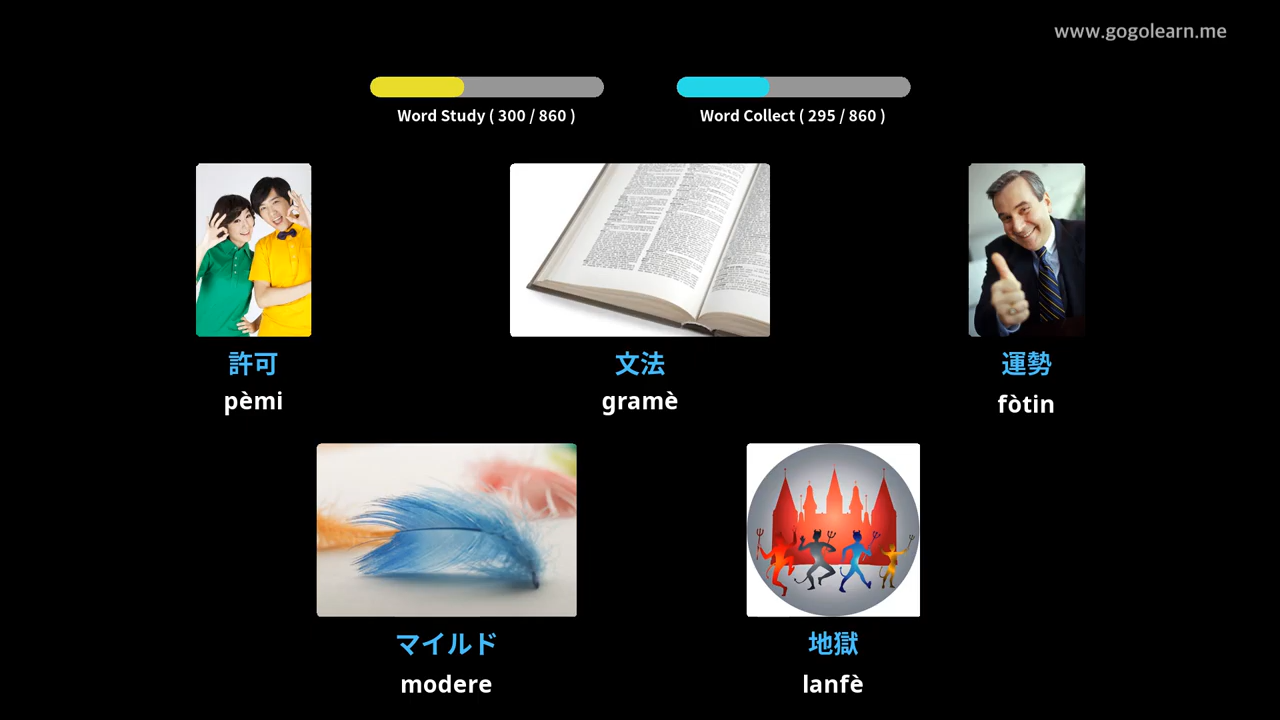 www.gogolearn.me
Word Study ( 300 / 860 )
Word Collect ( 295 / 860 )
許可
pèmi
文法
gramè
運勢
fòtin
マイルド
modere
地獄
lanfè